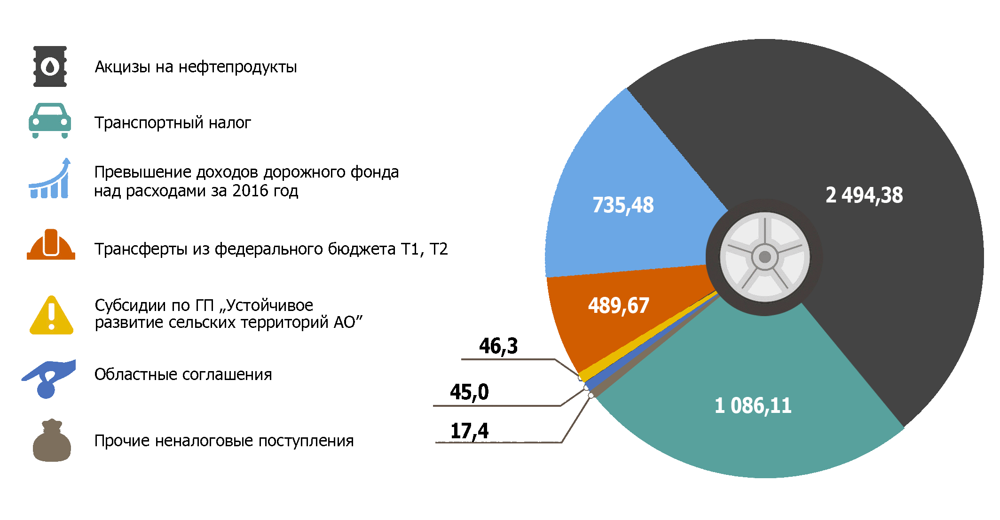 Акцизы на нефтепродукты
Транспортный налог
Превышение доходов дорожного фонда
над расходами за 2016 год
Трансферты из федерального бюджета Т1, Т2
Субсидии по ГП „Устойчивое
развитие сельских территорий АО”
Областные соглашения
Прочие неналоговые поступления
2 494,38
735,48
489,67
46,3
45,0
17,4
1 086,11